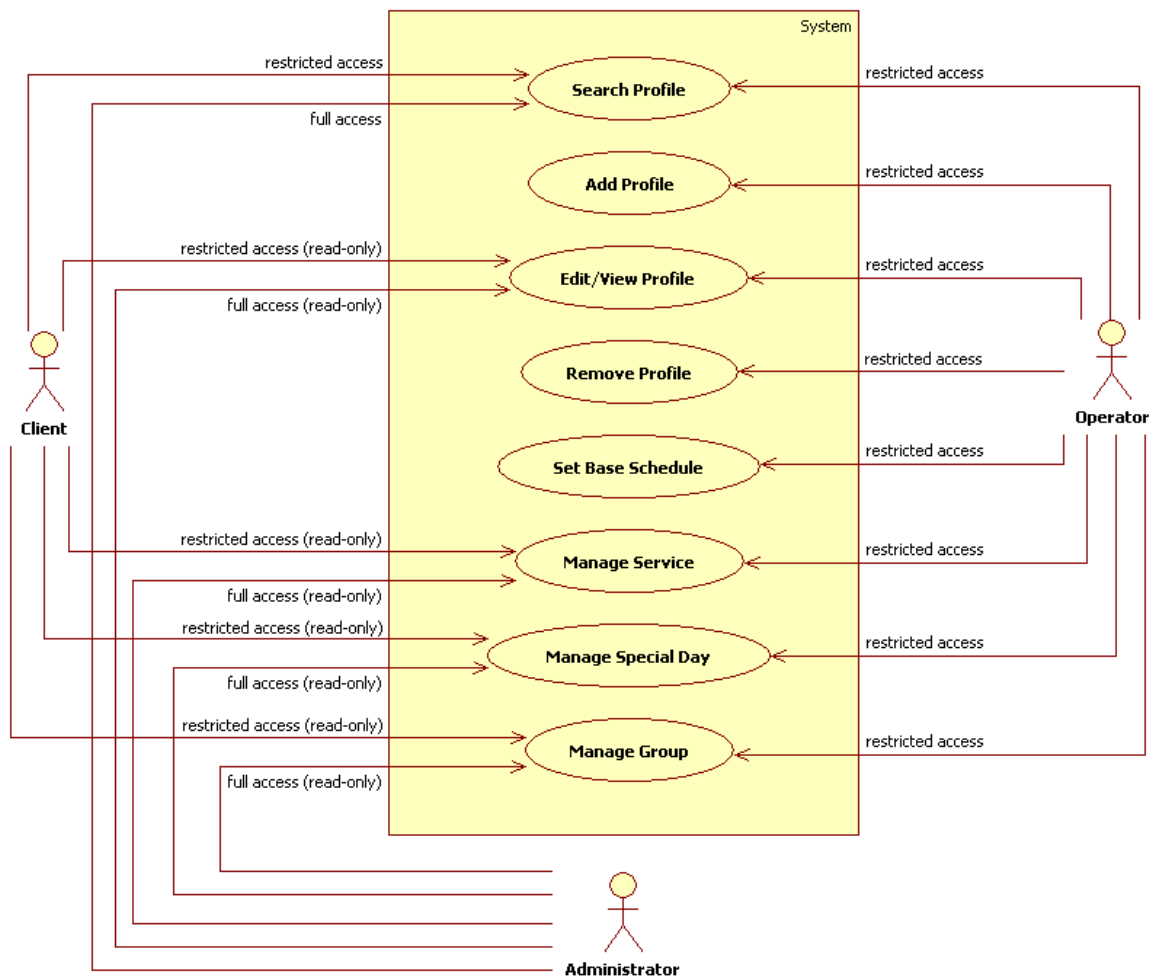 System
restricted access
restricted access
Search Profile
full access
restricted access
Add Profile
restricted access (read-only)
restricted access
Edit/View Profile
full access (read-only)
restricted access
Remove Profile
Client
Operator
restricted access
Set Base Schedule
restricted access (read-only)
restricted access
Manage Service
full access (read-only)
restricted access (read-only)
restricted access
Manage Special Day
full access (read-only)
restricted access (read-only)
restricted access
Manage Group
full access (read-only)
Administrator